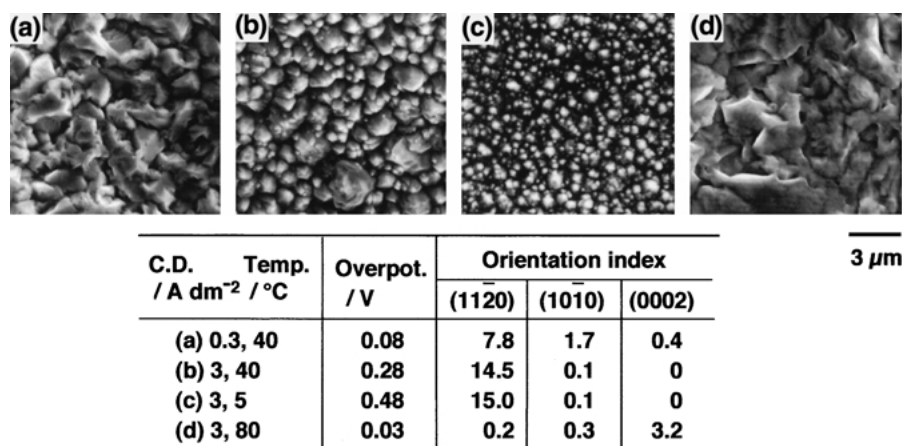 (a) (b) (c) (d)
3 μm
C.D. Temp. Overpot. Orientation index
/ A dm⁻² / °C / V (112̄0) (101̄0) (0002)
(a) 0.3, 40 0.08 7.8 1.7 0.4
(b) 3, 40 0.28 14.5 0.1 0
(c) 3, 5 0.48 15.0 0.1 0
(d) 3, 80 0.03 0.2 0.3 3.2